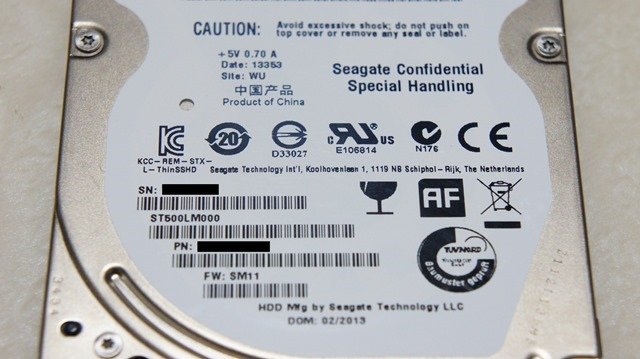 CAUTION: Avoid excessive shock; do not push on
top cover or remove any seal or label.
+5V 0.70 A
Date: 13353
Site: WU
中国产品
Product of China
Seagate Confidential
Special Handling
20
D33027
E106814
US
N176
CE
KCC-REM-STX-
L-ThinSSHD
Seagate Technology Int'l, Koolhovenlaan 1, 1119 NB Schiphol-Rijk, The Netherlands
SN:
ST500LM000
PN:
FW: SM11
AF
TUV NORD
Baumuster geprüft
HDD Mfg by Seagate Technology LLC
DOM: 02/2013